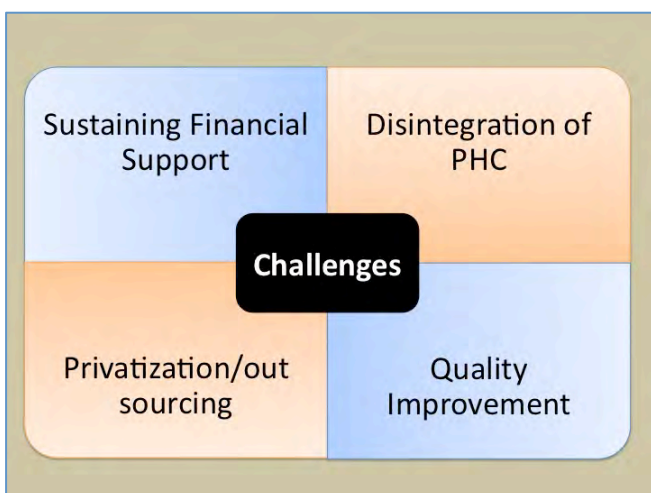 Sustaining Financial
Support
Disintegration of
PHC
Challenges
Privatization/out
sourcing
Quality
Improvement